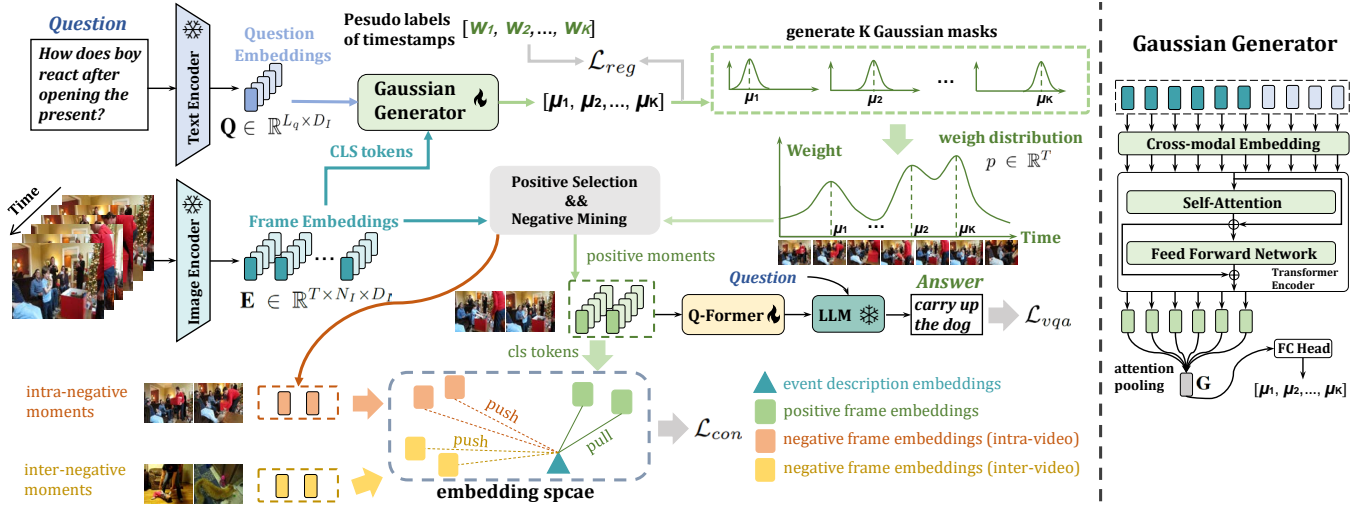 Question
How does boy
react after
opening the
present?
Text Encoder
Question
Embeddings
Q ∈ ℝ^{L_q×D_I}
Pesudo labels
of timestamps
[w₁, w₂,..., w_K]
ℒ_reg
Gaussian
Generator
[μ₁, μ₂,..., μ_K]
generate K Gaussian masks
μ₁
μ₂
...
μ_K
CLS tokens
Time
Image Encoder
Frame Embeddings
...
E ∈ ℝ^{T×N_I×D_I}
Positive Selection
&&
Negative Mining
Weight
weigh distribution
p ∈ ℝ^T
μ₁
...
μ₂
μ_K
Time
positive moments
Question
Answer
Q-Former
LLM
carry up
the dog
ℒ_vqa
cls tokens
intra-negative
moments
inter-negative
moments
push
push
pull
embedding spcae
ℒ_con
event description embeddings
positive frame embeddings
negative frame embeddings (intra-video)
negative frame embeddings (inter-video)
Gaussian Generator
Cross-modal Embedding
Self-Attention
Feed Forward Network
Transformer
Encoder
attention
pooling
G
FC Head
[μ₁, μ₂,..., μ_K]